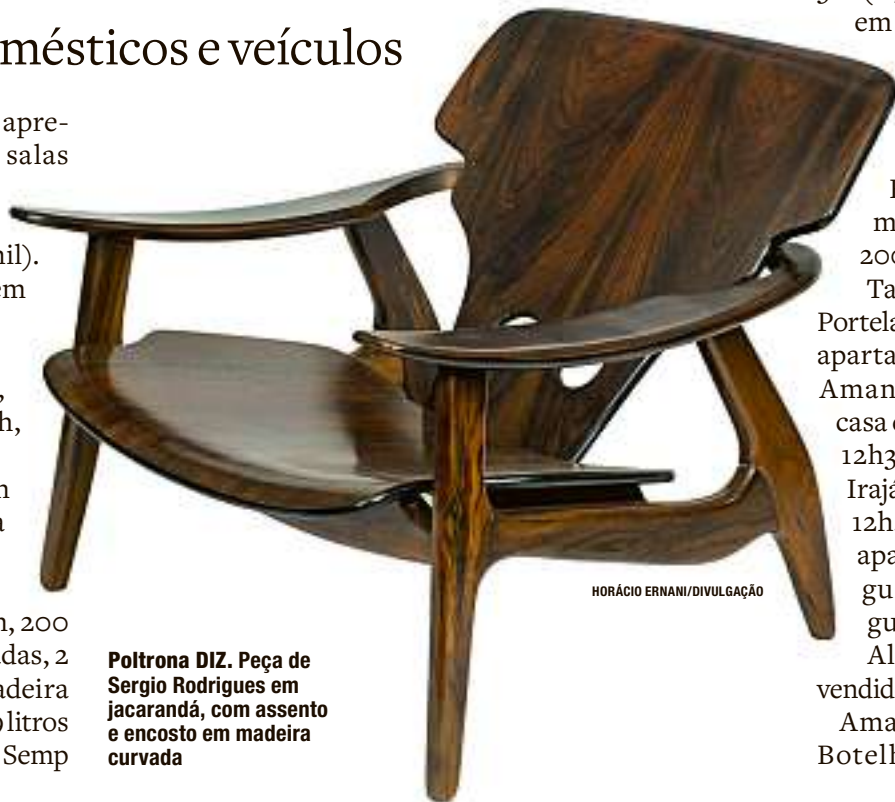 mésticos e veículos
apre-
salas
nil).
em
h,
n
a
n, 200
das, 2
adeira
litros
Semp
Poltrona DIZ. Peça de
Sergio Rodrigues em
jacarandá, com assento
e encosto em madeira
curvada
HORÁCIO ERNANI/DIVULGAÇÃO
em
m
200
Ta
Portela
aparta
Aman
casa
12h3
Irajá
12h
apa
gu
gu
Al
vendid
Ama
Botelh